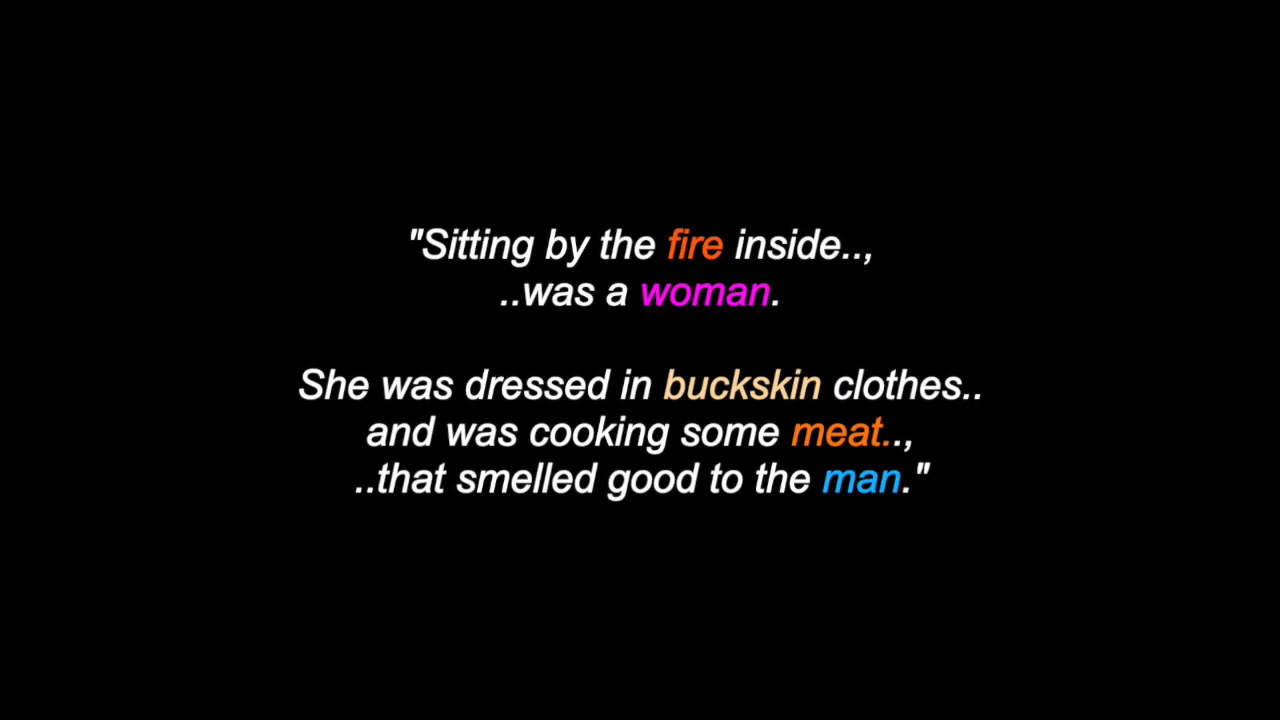 "Sitting by the fire inside..,
..was a woman.
She was dressed in buckskin clothes..
and was cooking some meat..,
..that smelled good to the man."